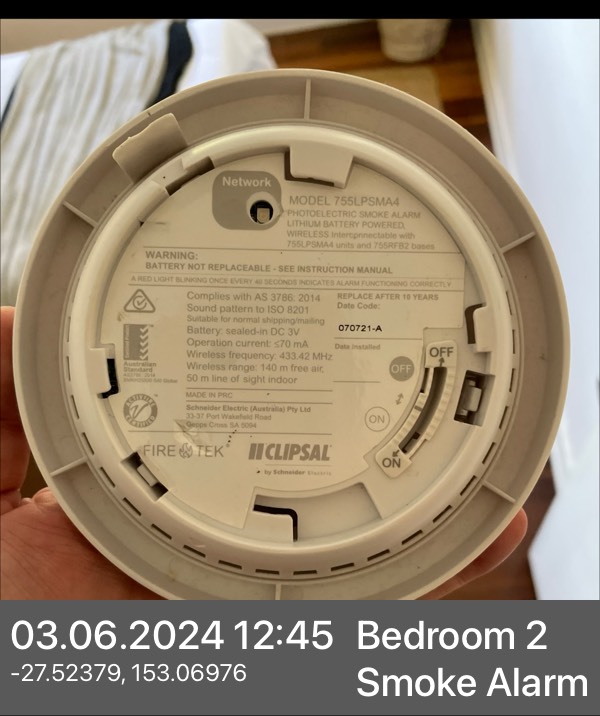 Network
MODEL 755LPSMA4
PHOTOELECTRIC SMOKE ALARM
LITHIUM BATTERY POWERED,
WIRELESS interconnectable with
755LPSMA4 units and 755RFB2 bases
WARNING:
BATTERY NOT REPLACEABLE - SEE INSTRUCTION MANUAL
A RED LIGHT BLINKING ONCE EVERY 40 SECONDS INDICATES ALARM FUNCTIONING CORRECTLY
Complies with AS 3786: 2014
Sound pattern to ISO 8201
Suitable for normal shipping/mailing
Battery: sealed-in DC 3V
Operation current: ≤70 mA
Wireless frequency: 433.42 MHz
Wireless range: 140 m free air,
50 m line of sight indoor
REPLACE AFTER 10 YEARS
Date Code:
070721-A
Date installed
OFF
OFF
ON
ON
Australian
Standard
MADE IN PRC
Schneider Electric (Australia) Pty Ltd
33-37 Port Wakefield Road
Gepps Cross SA 5094
FIRE TEK
CLIPSAL
by Schneider Electric
03.06.2024 12:45
-27.52379, 153.06976
Bedroom 2
Smoke Alarm